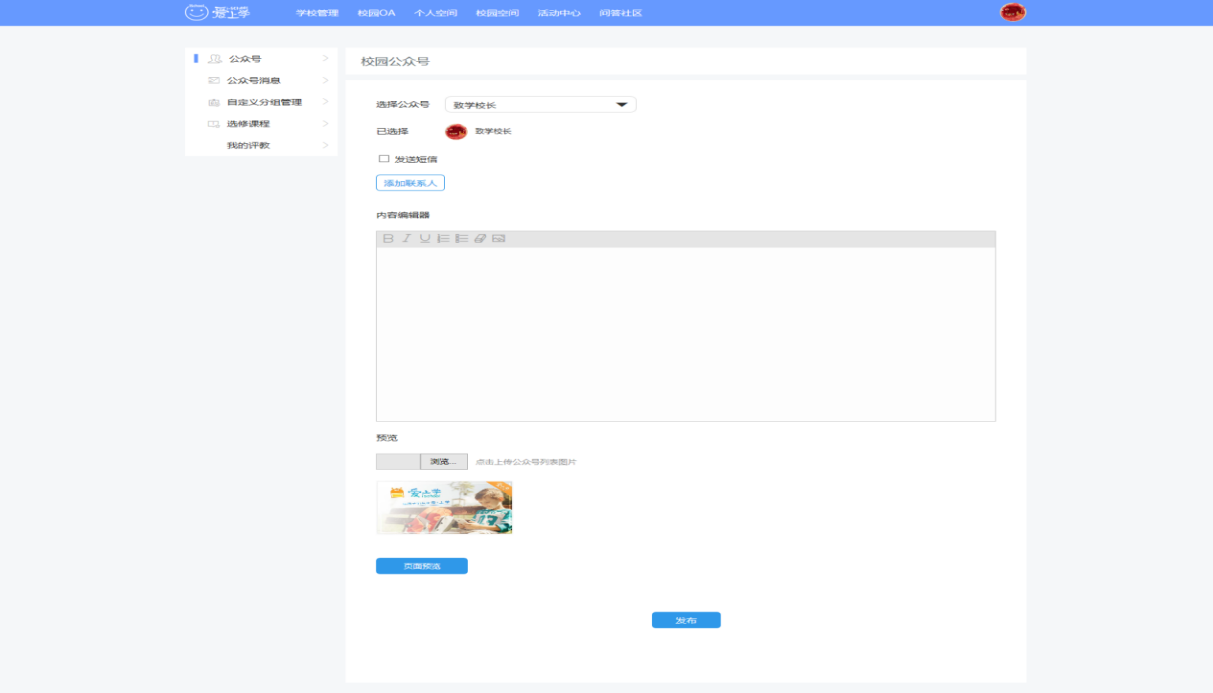 爱上学 学校管理 校园OA 个人空间 校园空间 活动中心 问答社区
公众号
公众号消息
自定义分组管理
选修课程
我的评教
校园公众号
选择公众号 致学校长
已选择 致学校长
发送短信
添加联系人
内容编辑器
B I U
预览
浏览... 点击上传公众号列表图片
爱上学
页面预览
发布